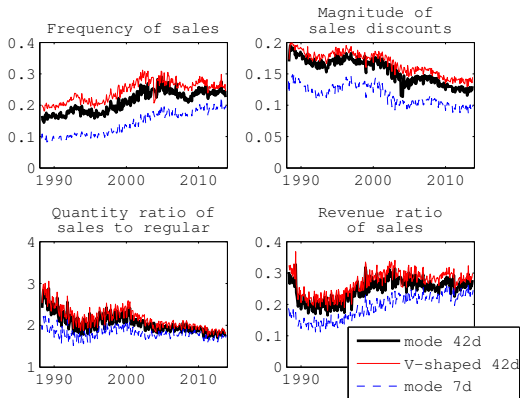 Frequency of sales
0.4
0.3
0.2
0.1
0
1990
2000
2010
Magnitude of
sales discounts
0.2
0.15
0.1
0.05
0
1990
2000
2010
Quantity ratio of
sales to regular
4
3
2
1
1990
2000
2010
Revenue ratio
of sales
0.4
0.3
0.2
0.1
0
1990
mode 42d
V-shaped 42d
mode 7d